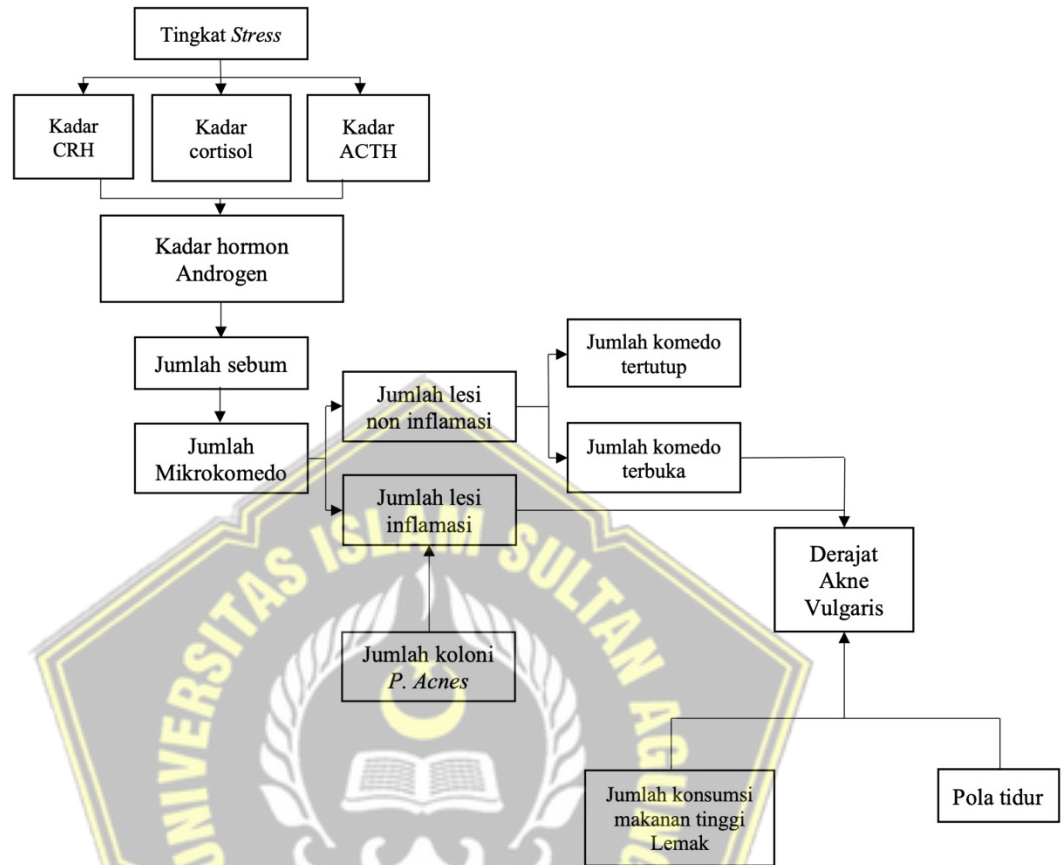 Tingkat Stress
Kadar
CRH
Kadar
cortisol
Kadar
ACTH
Kadar hormon
Androgen
Jumlah sebum
Jumlah
Mikrokomedo
Jumlah lesi
non inflamasi
Jumlah komedo
tertutup
Jumlah komedo
terbuka
Jumlah lesi
inflamasi
Derajat
Akne
Vulgaris
Jumlah koloni
P. Acnes
Jumlah konsumsi
makanan tinggi
Lemak
Pola tidur
UNIVERSITAS ISLAM SULTAN AGUNG